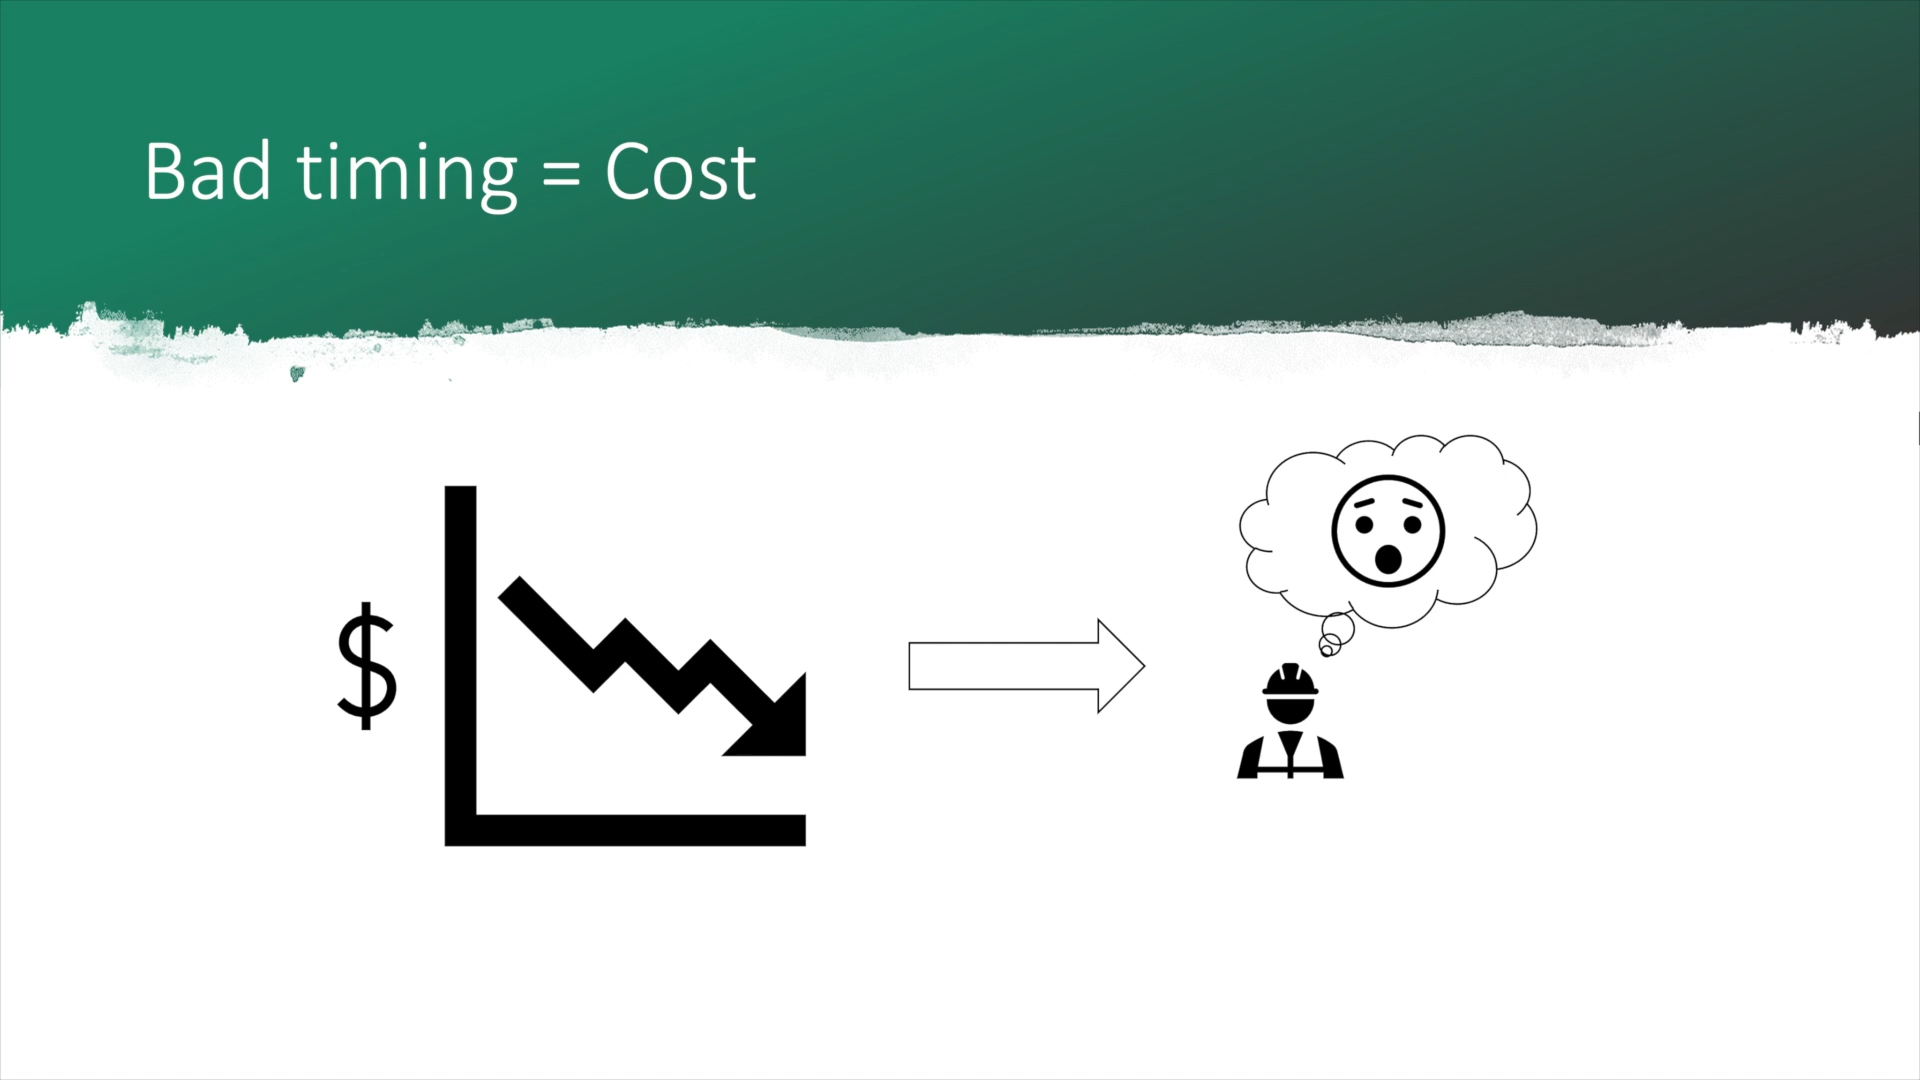 Bad timing = Cost
$